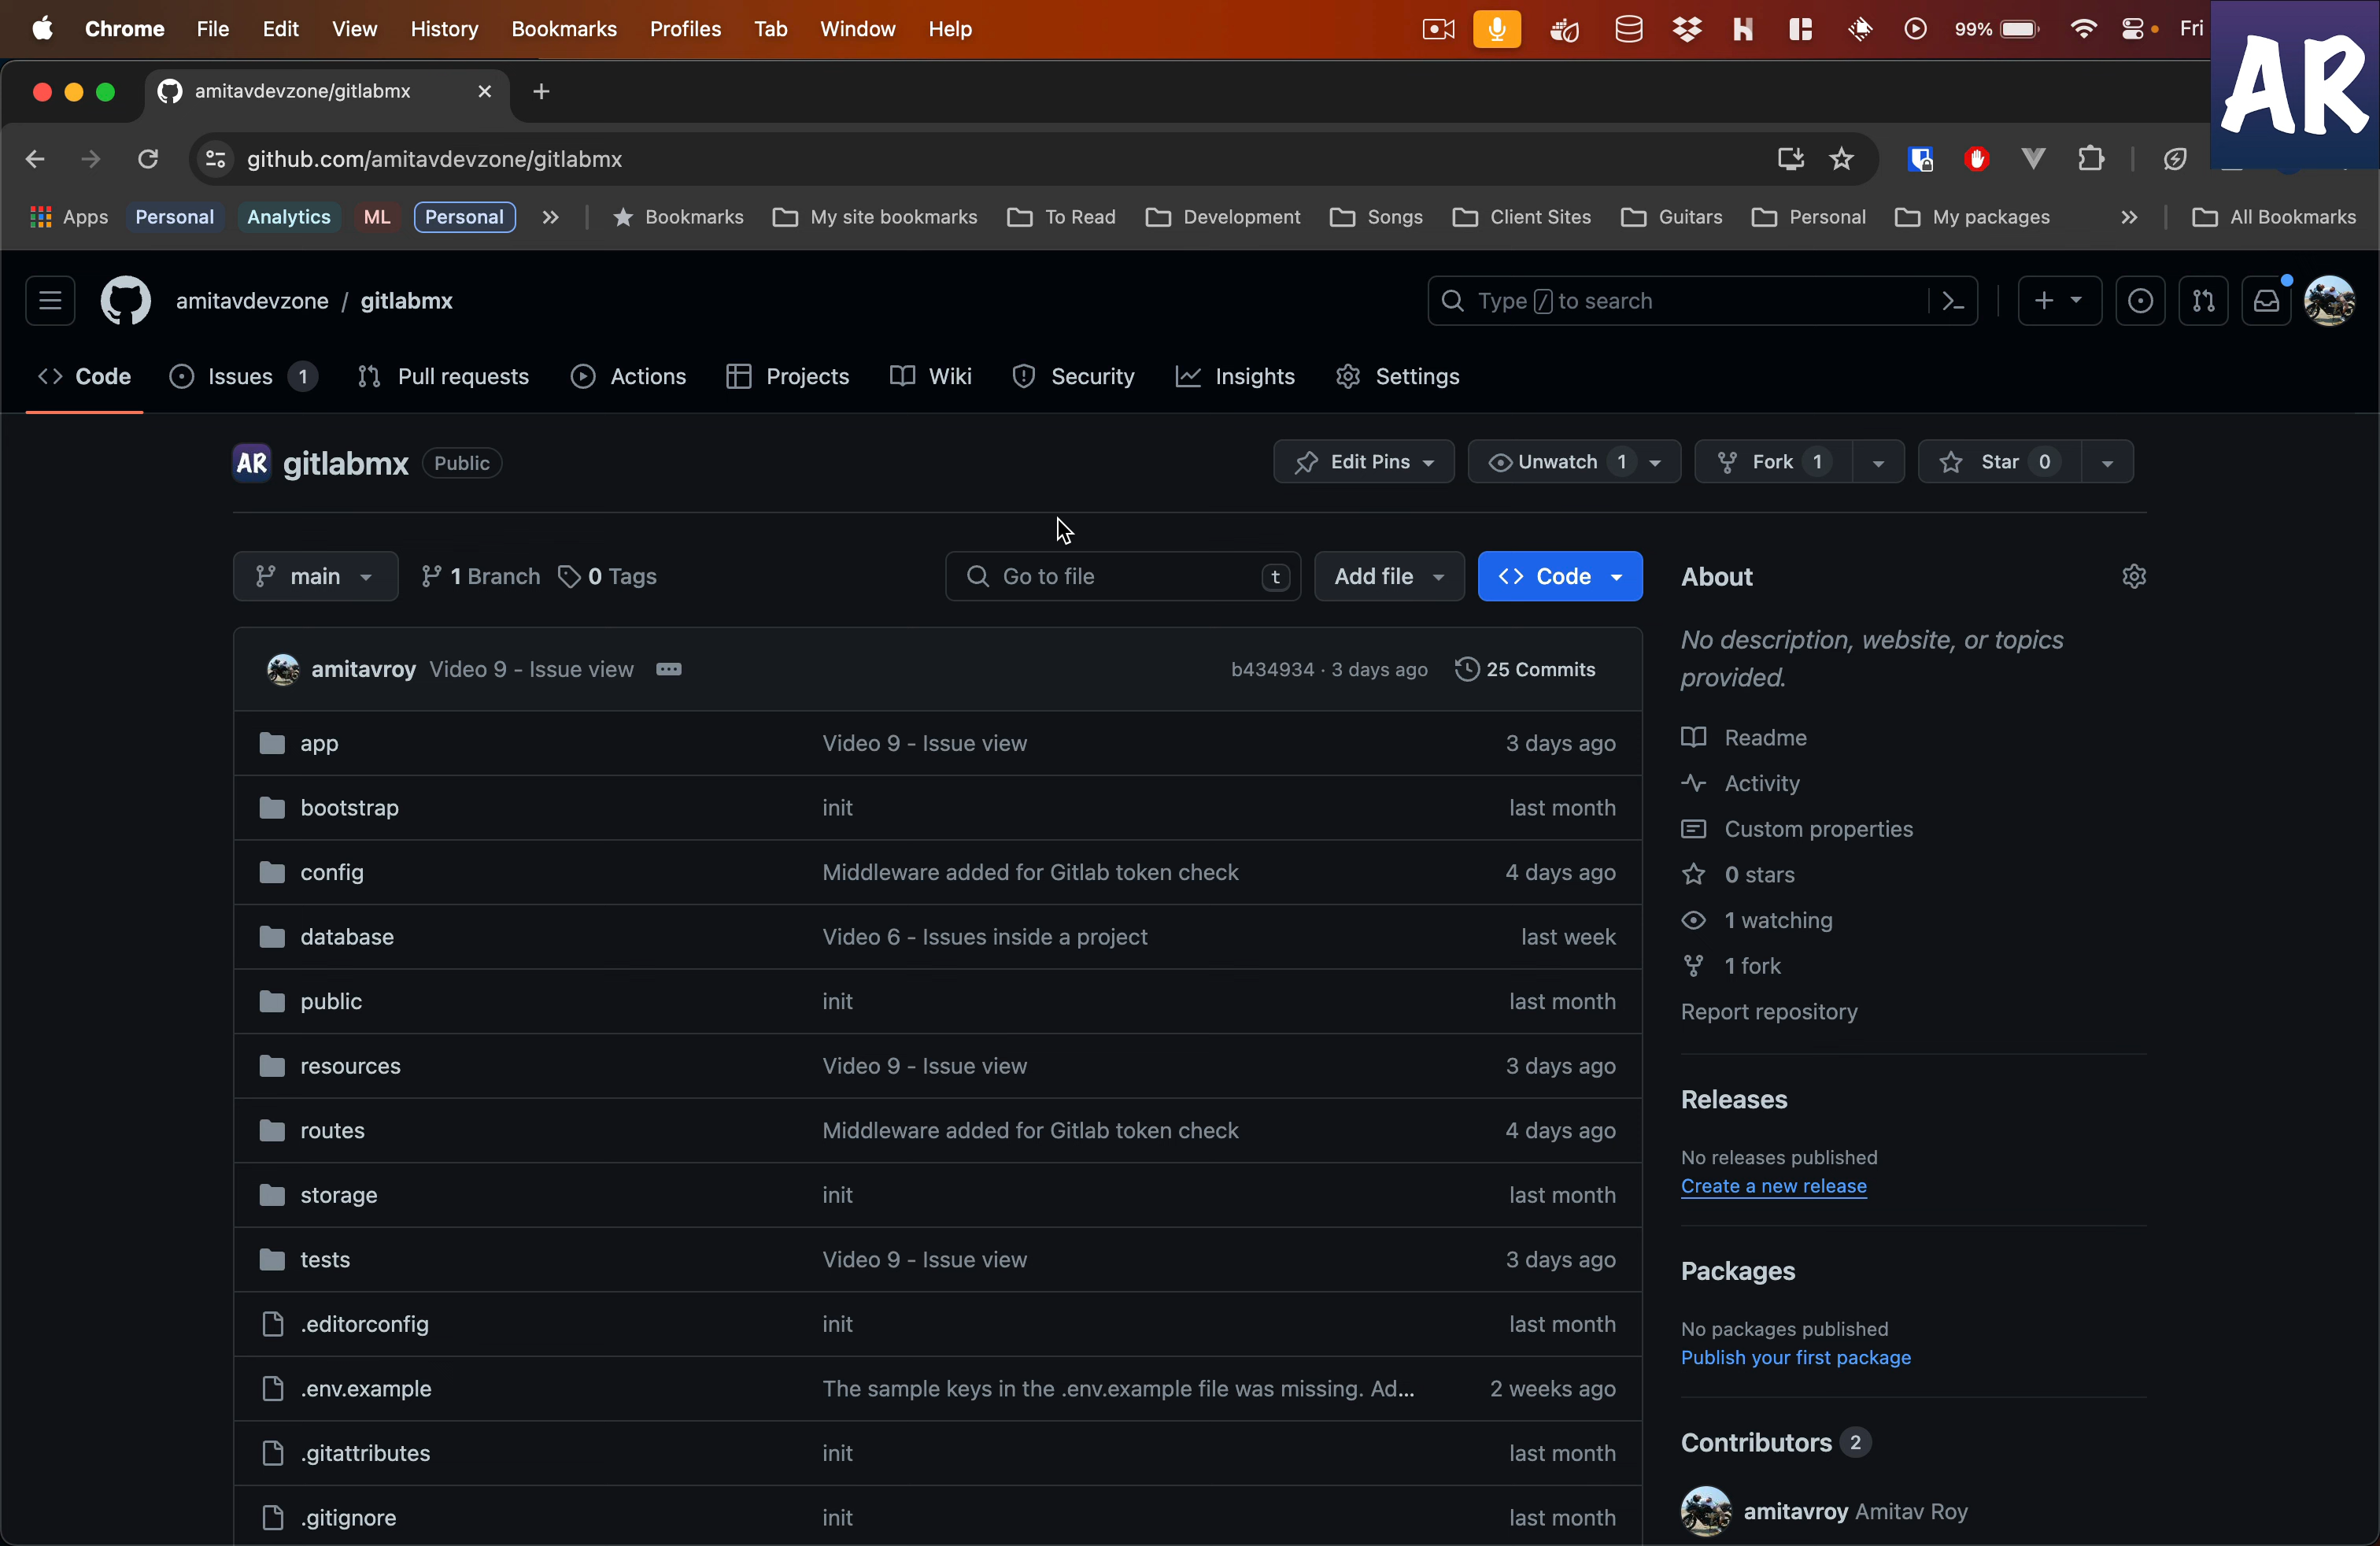 Chrome File Edit View History Bookmarks Profiles Tab Window Help 99% Fri
AR
amitavdevzone/gitlabmx
github.com/amitavdevzone/gitlabmx
Apps Personal Analytics ML Personal Bookmarks My site bookmarks To Read Development Songs Client Sites Guitars Personal My packages All Bookmarks
amitavdevzone / gitlabmx Type / to search
Code Issues 1 Pull requests Actions Projects Wiki Security Insights Settings
AR gitlabmx Public Edit Pins Unwatch 1 Fork 1 Star 0
main 1 Branch 0 Tags Go to file t Add file Code About
No description, website, or topics
provided.
amitavroy Video 9 - Issue view b434934 · 3 days ago 25 Commits
app Video 9 - Issue view 3 days ago
Readme
Activity
bootstrap init last month
Custom properties
config Middleware added for Gitlab token check 4 days ago
0 stars
1 watching
database Video 6 - Issues inside a project last week
1 fork
public init last month
Report repository
resources Video 9 - Issue view 3 days ago
Releases
routes Middleware added for Gitlab token check 4 days ago
No releases published
Create a new release
storage init last month
tests Video 9 - Issue view 3 days ago
Packages
.editorconfig init last month
No packages published
Publish your first package
.env.example The sample keys in the .env.example file was missing. Ad... 2 weeks ago
Contributors 2
.gitattributes init last month
amitavroy Amitav Roy
.gitignore init last month